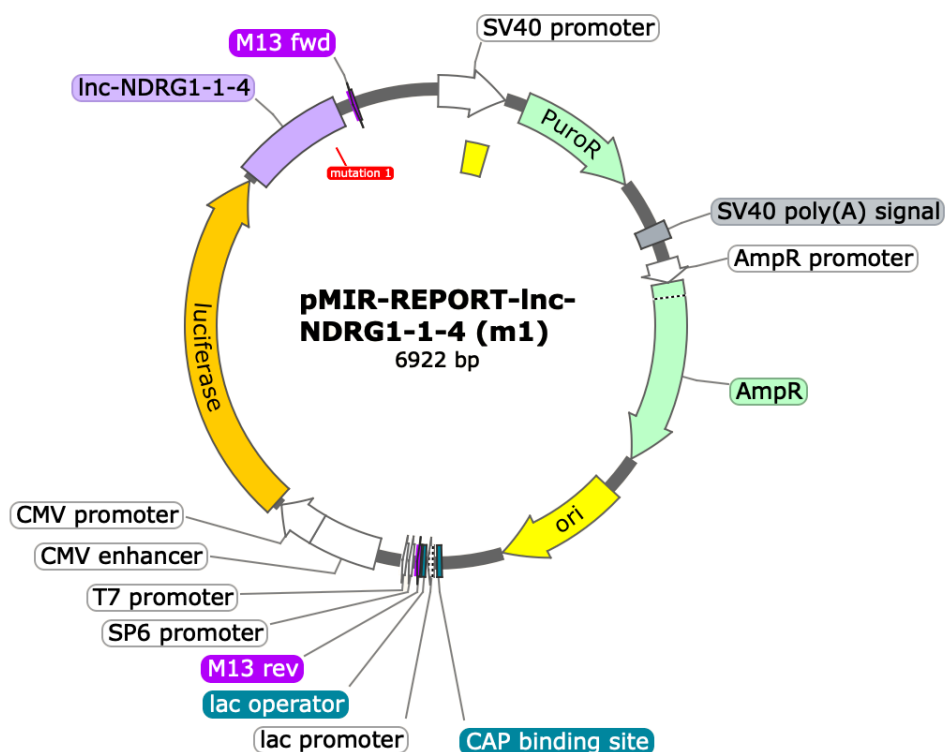 SV40 promoter
M13 fwd
lnc-NDRG1-1-4
PuroR
mutation 1
SV40 poly(A) signal
AmpR promoter
pMIR-REPORT-lnc-
NDRG1-1-4 (m1)
6922 bp
luciferase
AmpR
ori
CMV promoter
CMV enhancer
T7 promoter
SP6 promoter
M13 rev
lac operator
lac promoter
CAP binding site